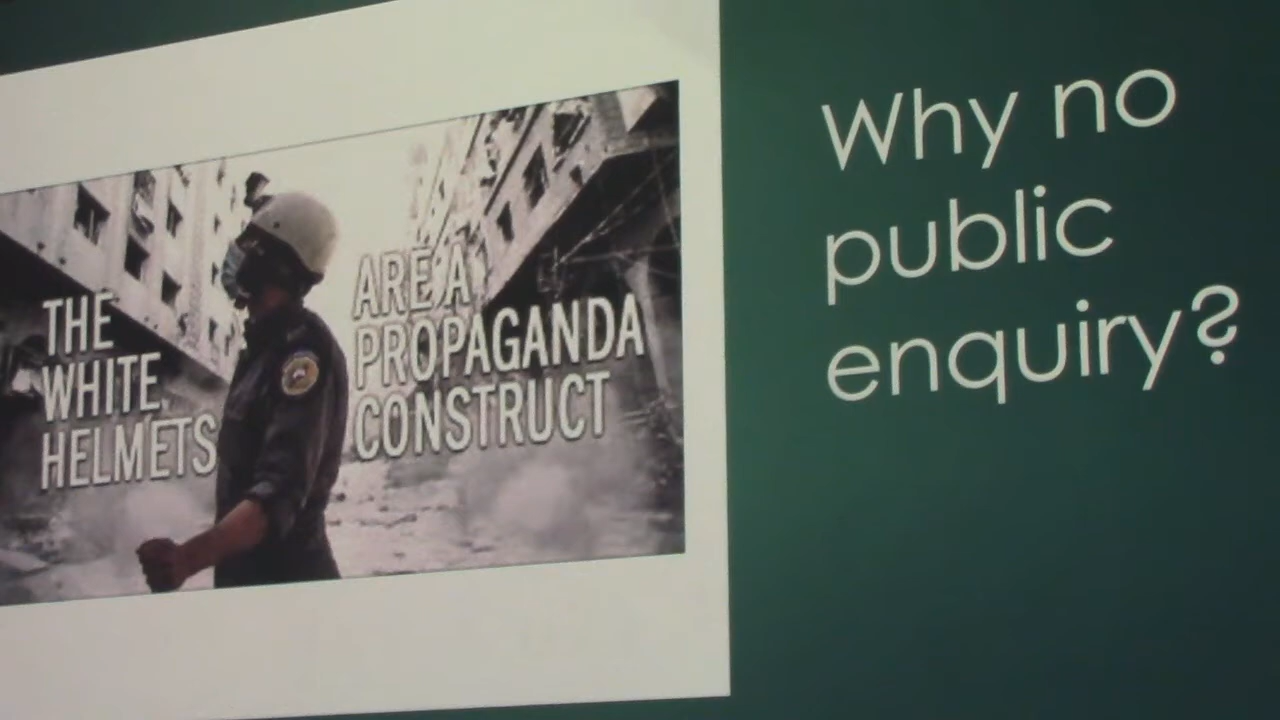 THE
WHITE
HELMETS
ARE A
PROPAGANDA
CONSTRUCT
Why no
public
enquiry?